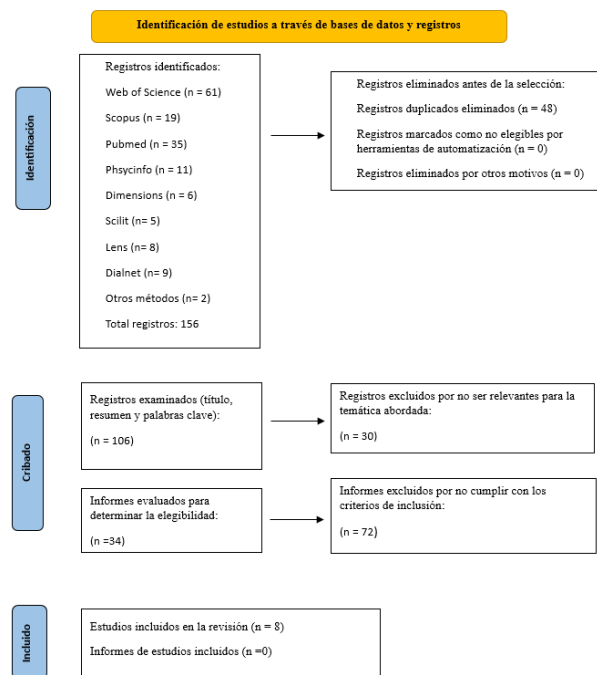 Identificación de estudios a través de bases de datos y registros
Identificación
Registros identificados:
Web of Science (n = 61)
Scopus (n = 19)
Pubmed (n = 35)
Phsycinfo (n = 11)
Dimensions (n = 6)
Scilit (n= 5)
Lens (n= 8)
Dialnet (n= 9)
Otros métodos (n= 2)
Total registros: 156
Registros eliminados antes de la selección:
Registros duplicados eliminados (n = 48)
Registros marcados como no elegibles por
herramientas de automatización (n = 0)
Registros eliminados por otros motivos (n = 0)
Cribado
Registros examinados (título,
resumen y palabras clave):
(n = 106)
Registros excluidos por no ser relevantes para la
temática abordada:
(n = 30)
Informes evaluados para
determinar la elegibilidad:
(n =34)
Informes excluidos por no cumplir con los
criterios de inclusión:
(n = 72)
Incluido
Estudios incluidos en la revisión (n = 8)
Informes de estudios incluidos (n =0)